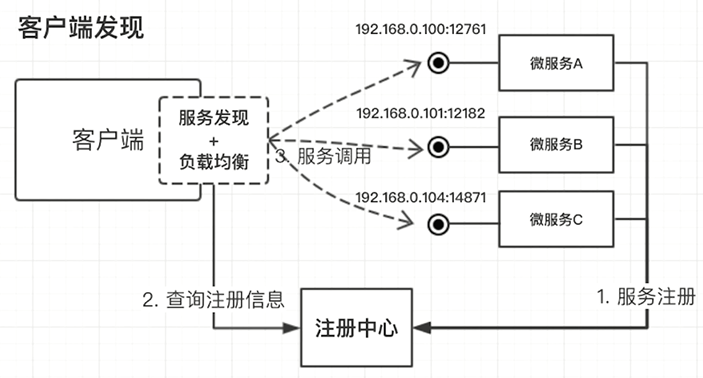 客户端发现
192.168.0.100:12761
微服务A
客户端
服务发现
+
负载均衡
192.168.0.101:12182
微服务B
3. 服务调用
192.168.0.104:14871
微服务C
2. 查询注册信息
注册中心
1. 服务注册